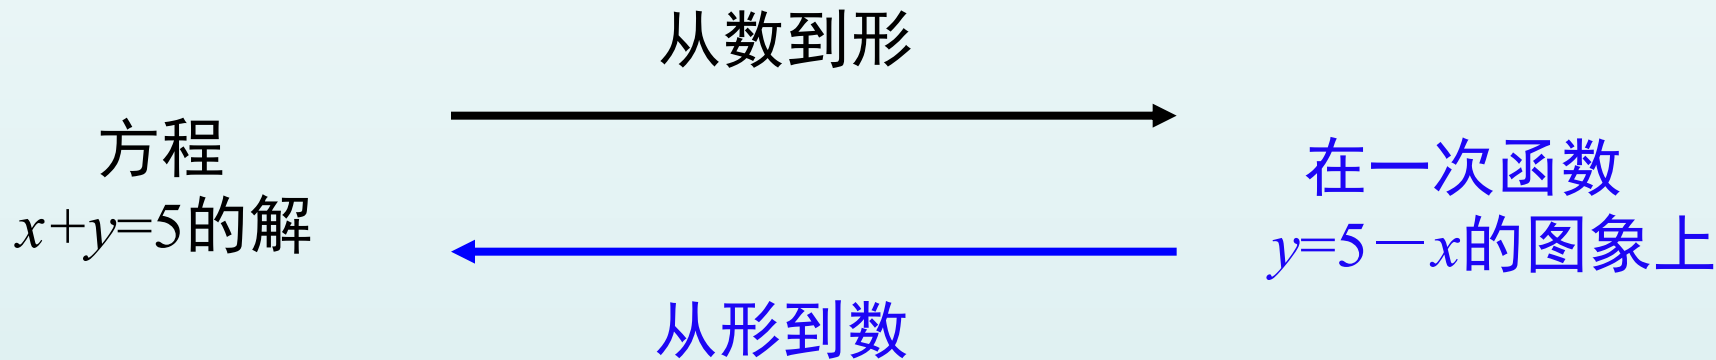 从数到形
方程
x+y=5的解
在一次函数
y=5－x的图象上
从形到数